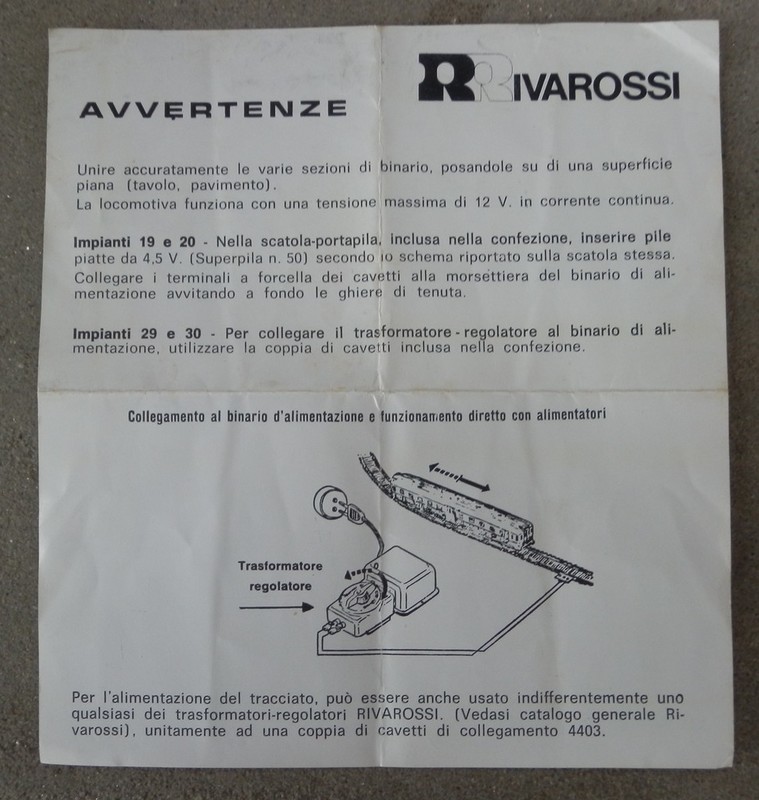 AVVERTENZE
RIVAROSSI
Unire accuratamente le varie sezioni di binario, posandole su di una superficie
piana (tavolo, pavimento).
La locomotiva funziona con una tensione massima di 12 V. in corrente continua.
Impianti 19 e 20 - Nella scatola-portapila, inclusa nella confezione, inserire pile
piatte da 4,5 V. (Superpila n. 50) secondo lo schema riportato sulla scatola stessa.
Collegare i terminali a forcella dei cavetti alla morsettiera del binario di ali-
mentazione avvitando a fondo le ghiere di tenuta.
Impianti 29 e 30 - Per collegare il trasformatore - regolatore al binario di ali-
mentazione, utilizzare la coppia di cavetti inclusa nella confezione.
Collegamento al binario d'alimentazione e funzionamento diretto con alimentatori
Trasformatore
regolatore
Per l'alimentazione del tracciato, può essere anche usato indifferentemente uno
qualsiasi dei trasformatori-regolatori RIVAROSSI. (Vedasi catalogo generale Ri-
varossi), unitamente ad una coppia di cavetti di collegamento 4403.